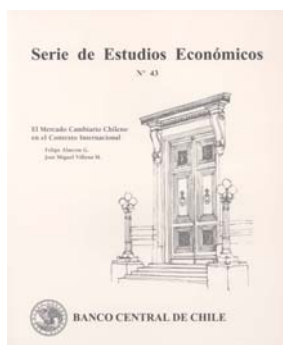 Serie de Estudios Económicos
Nº 43
El Mercado Cambiario Chileno
en el Contexto Internacional
Felipe Alarcón G.
José Miguel Villena M.
BANCO CENTRAL DE CHILE